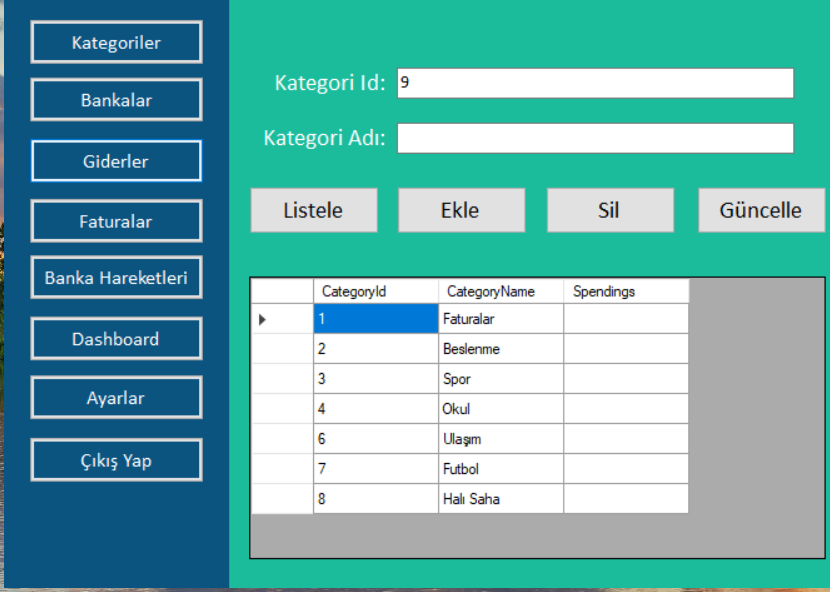 Kategoriler
Bankalar
Giderler
Faturalar
Banka Hareketleri
Dashboard
Ayarlar
Çıkış Yap
Kategori Id: 9
Kategori Adı:
Listele Ekle Sil Güncelle
CategoryId CategoryName Spendings
1 Faturalar
2 Beslenme
3 Spor
4 Okul
6 Ulaşım
7 Futbol
8 Halı Saha